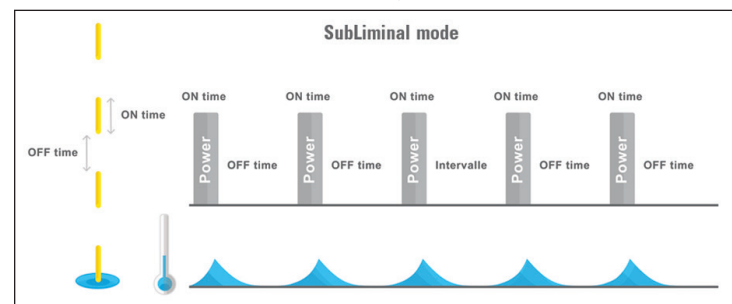 SubLiminal mode
ON time ON time ON time ON time ON time
ON time
OFF time
Power OFF time Power OFF time Power Intervalle Power OFF time Power OFF time